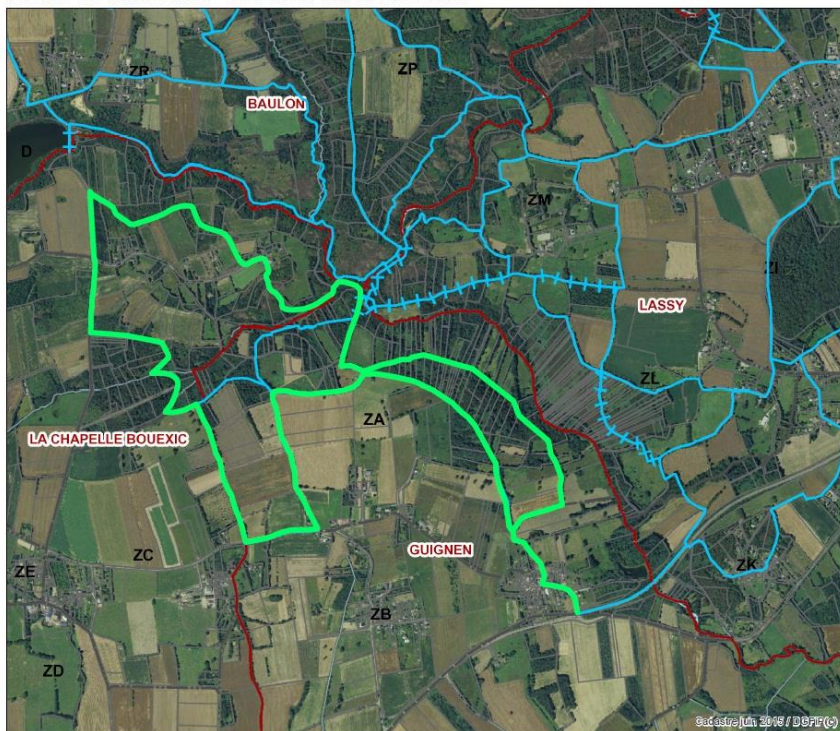 ZR
ZP
BAULON
D
ZM
ZI
LASSY
ZL
ZA
LA CHAPELLE BOUEXIC
GUIGNEN
ZC
ZE
ZK
ZB
ZD
Cadastre juin 2015 / DGFIP (c)